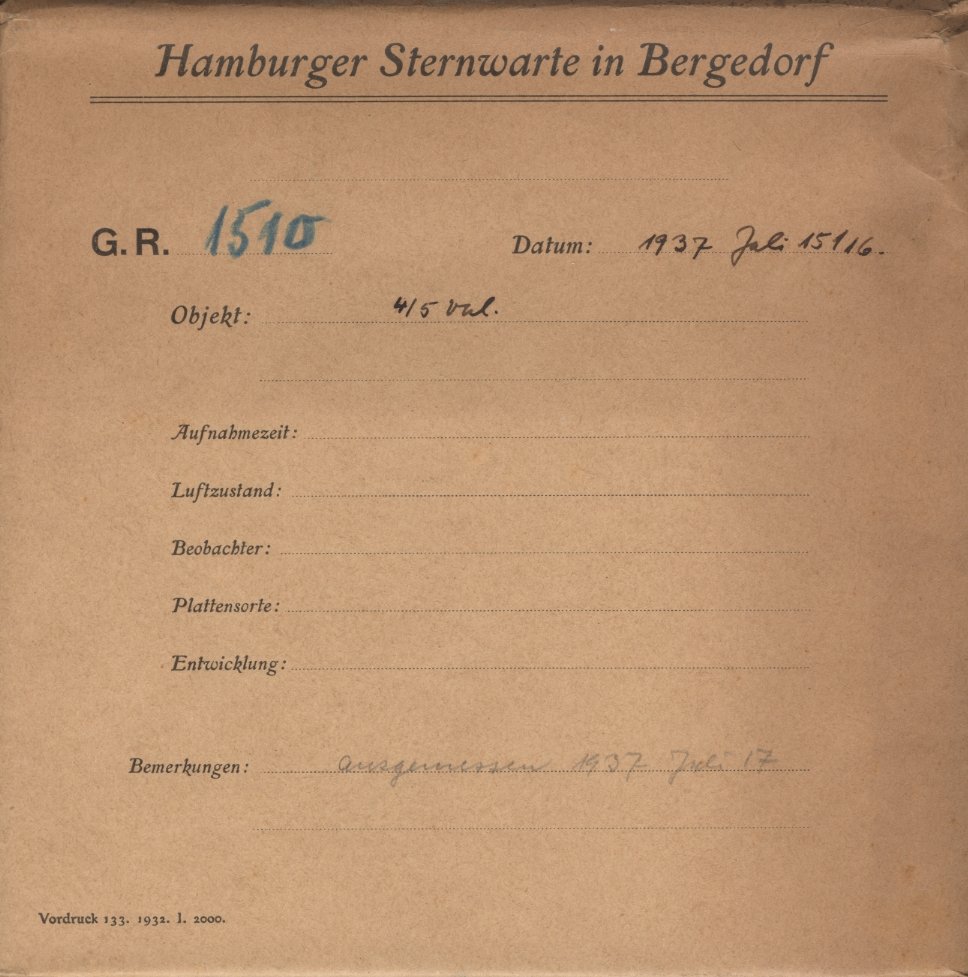 Hamburger Sternwarte in Bergedorf
G. R. 1510 Datum: 1937 Juli 15/16.
Objekt: 4/5 Vul.
Aufnahmezeit:
Luftzustand:
Beobachter:
Plattensorte:
Entwicklung:
Bemerkungen: ausgemessen 1937 Juli 17
Vordruck 133. 1932. I. 2000.